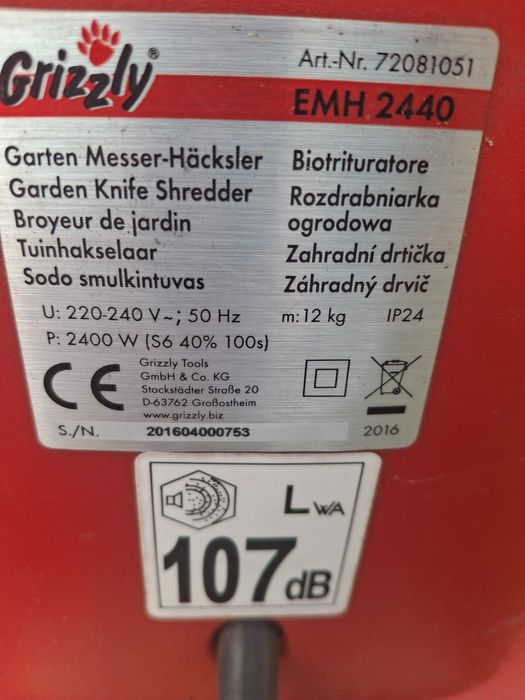 Grizzly®
Art.-Nr. 72081051
EMH 2440
Garten Messer-Häcksler
Garden Knife Shredder
Broyeur de jardin
Tuinhakselaar
Sodo smulkintuvas
Biotrituratore
Rozdrabniarka
ogrodowa
Zahradní drtička
Záhradný drvič
U: 220-240 V~; 50 Hz
m: 12 kg
IP24
P: 2400 W (S6 40% 100s)
CE
Grizzly Tools
GmbH & Co. KG
Stockstädter Straße 20
D-63762 Großostheim
www.grizzly.biz
S./N. 201604000753
2016
LWA
107dB